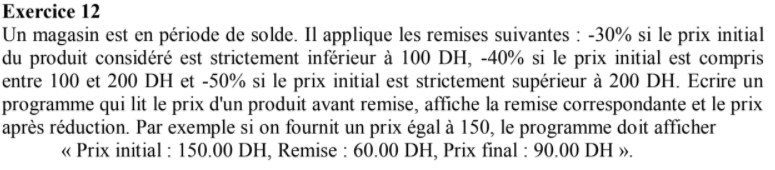 Exercice 12
Un magasin est en période de solde. Il applique les remises suivantes : -30% si le prix initial
du produit considéré est strictement inférieur à 100 DH, -40% si le prix initial est compris
entre 100 et 200 DH et -50% si le prix initial est strictement supérieur à 200 DH. Ecrire un
programme qui lit le prix d'un produit avant remise, affiche la remise correspondante et le prix
après réduction. Par exemple si on fournit un prix égal à 150, le programme doit afficher
« Prix initial : 150.00 DH, Remise : 60.00 DH, Prix final : 90.00 DH ».